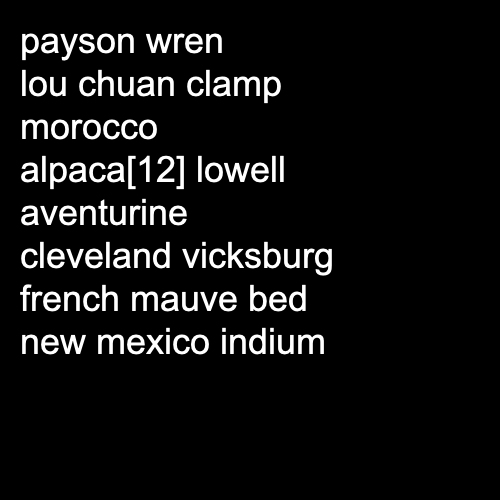 payson wren
lou chuan clamp
morocco
alpaca[12] lowell
aventurine
cleveland vicksburg
french mauve bed
new mexico indium